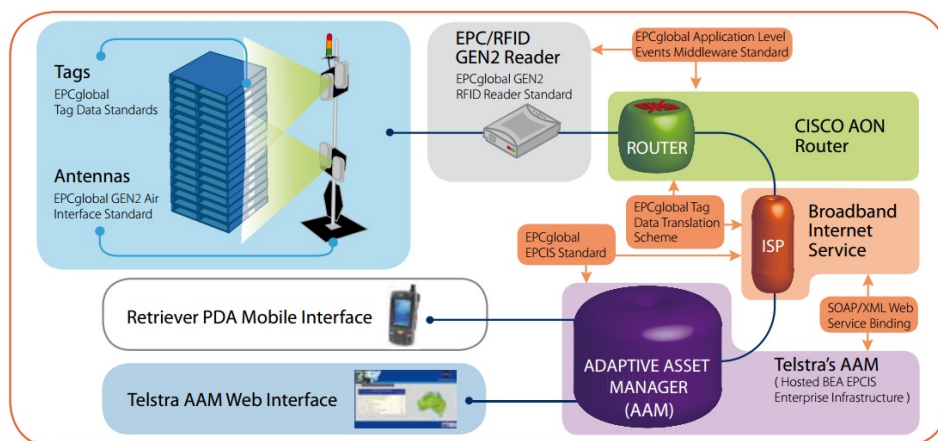 Tags
EPCglobal
Tag Data Standards
Antennas
EPCglobal GEN2 Air
Interface Standard
EPC/RFID
GEN2 Reader
EPCglobal GEN2
RFID Reader Standard
EPCglobal Application Level
Events Middleware Standard
ROUTER
CISCO AON
Router
EPCglobal Tag
Data Translation
Scheme
EPCglobal
EPCIS Standard
ISP
Broadband
Internet
Service
SOAP/XML Web
Service Binding
Retriever PDA Mobile Interface
Telstra AAM Web Interface
ADAPTIVE ASSET
MANAGER
(AAM)
Telstra's AAM
( Hosted BEA EPCIS
Enterprise Infrastructure )